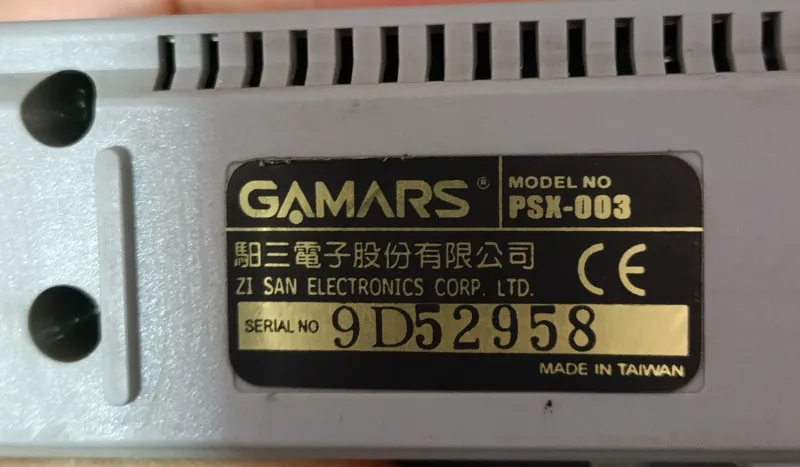 GAMARS®
MODEL NO
PSX-003
馹三電子股份有限公司
CE
ZI SAN ELECTRONICS CORP. LTD.
SERIAL NO 9D52958
MADE IN TAIWAN